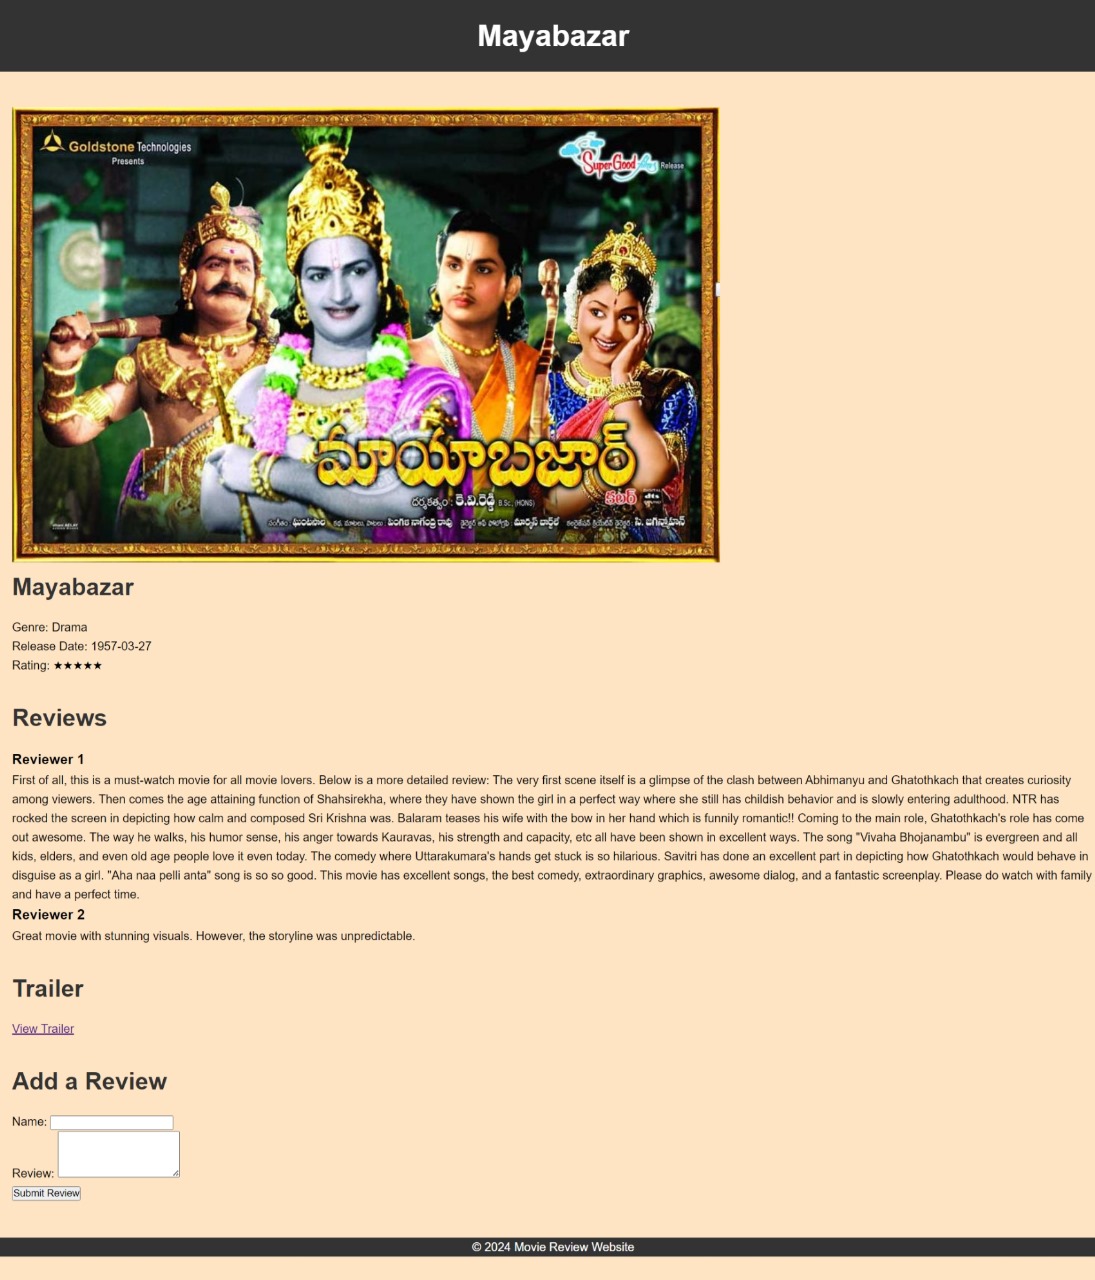 Mayabazar
Goldstone Technologies
Presents
SuperGood
Release
మాయాబజార్
దర్శకత్వం : కె.వి.రెడ్డి B.Sc, (HONS)
కలర్ dts
సంగీతం: ఘంటసాల - కథ, మాటలు, పాటలు: పింగళి నాగేంద్ర రావు
Mayabazar
Genre: Drama
Release Date: 1957-03-27
Rating: ★★★★★
Reviews
Reviewer 1
First of all, this is a must-watch movie for all movie lovers. Below is a more detailed review: The very first scene itself is a glimpse of the clash between Abhimanyu and Ghatothkach that creates curiosity
among viewers. Then comes the age attaining function of Shahsirekha, where they have shown the girl in a perfect way where she still has childish behavior and is slowly entering adulthood. NTR has
rocked the screen in depicting how calm and composed Sri Krishna was. Balaram teases his wife with the bow in her hand which is funnily romantic!! Coming to the main role, Ghatothkach's role has come
out awesome. The way he walks, his humor sense, his anger towards Kauravas, his strength and capacity, etc all have been shown in excellent ways. The song "Vivaha Bhojanambu" is evergreen and all
kids, elders, and even old age people love it even today. The comedy where Uttarakumara's hands get stuck is so hilarious. Savitri has done an excellent part in depicting how Ghatothkach would behave in
disguise as a girl. "Aha naa pelli anta" song is so so good. This movie has excellent songs, the best comedy, extraordinary graphics, awesome dialog, and a fantastic screenplay. Please do watch with family
and have a perfect time.
Reviewer 2
Great movie with stunning visuals. However, the storyline was unpredictable.
Trailer
View Trailer
Add a Review
Name:
Review:
Submit Review
© 2024 Movie Review Website